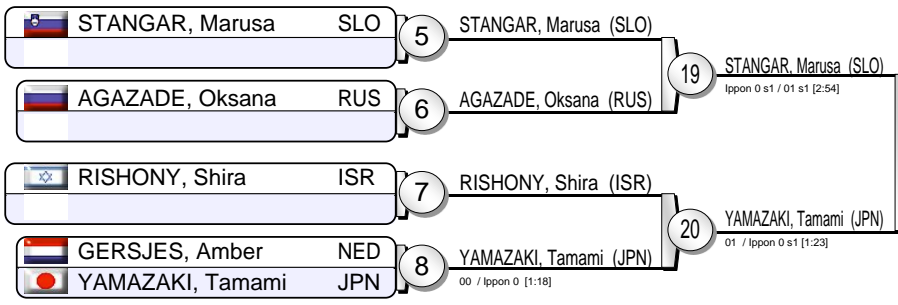 STANGAR, Marusa SLO
5
STANGAR, Marusa (SLO)
AGAZADE, Oksana RUS
6
AGAZADE, Oksana (RUS)
19
STANGAR, Marusa (SLO)
Ippon 0 s1 / 01 s1 [2:54]
RISHONY, Shira ISR
7
RISHONY, Shira (ISR)
GERSJES, Amber NED
YAMAZAKI, Tamami JPN
8
YAMAZAKI, Tamami (JPN)
00 / Ippon 0 [1:18]
20
YAMAZAKI, Tamami (JPN)
01 / Ippon 0 s1 [1:23]